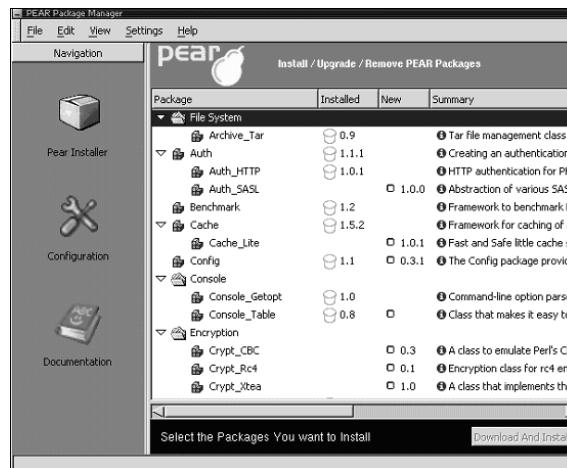 PEAR Package Manager
File Edit View Settings Help
Navigation
Pear Installer
Configuration
Documentation
pear
Install / Upgrade / Remove PEAR Packages
Package Installed New Summary
File System
Archive_Tar 0.9 Tar file management class
Auth 1.1.1 Creating an authentication
Auth_HTTP 1.0.1 HTTP authentication for
Auth_SASL 1.0.0 Abstraction of various SAS
Benchmark 1.2 Framework to benchmark
Cache 1.5.2 Framework for caching of
Cache_Lite 1.0.1 Fast and Safe little cache
Config 1.1 0.3.1 The Config package provid
Console
Console_Getopt 1.0 Command-line option pars
Console_Table 0.8 Class that makes it easy to
Encryption
Crypt_CBC 0.3 A class to emulate Perl's C
Crypt_Rc4 0.1 Encryption class for rc4 en
Crypt_Xtea 1.0 A class that implements th
Select the Packages You want to Install
Download And Insta